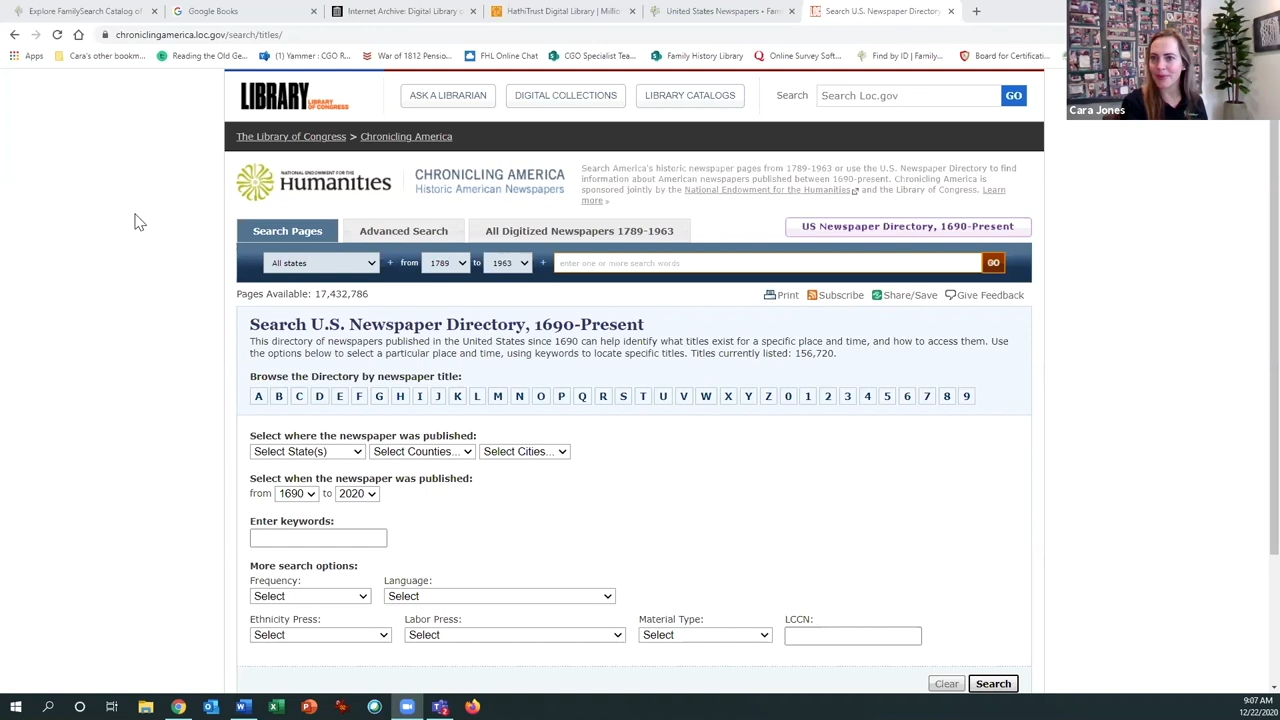 Explore FamilySearch Catalog of
Google Books
Internet Archive: Digital Library o
HathiTrust Digital Library | Millio
United States Newspapers • Fam
Search U.S. Newspaper Directory
chroniclingamerica.loc.gov/search/titles/
Apps
Cara's other bookm...
Reading the Old Ge...
(1) Yammer : CGO R...
War of 1812 Pensio...
FHL Online Chat
CGO Specialist Tea...
Family History Library
Online Survey Soft...
Find by ID | Family...
Board for Certificati...
Cara Jones
LIBRARY LIBRARY OF CONGRESS
ASK A LIBRARIAN
DIGITAL COLLECTIONS
LIBRARY CATALOGS
Search
Search Loc.gov
GO
The Library of Congress > Chronicling America
NATIONAL ENDOWMENT FOR THE
Humanities
CHRONICLING AMERICA
Historic American Newspapers
Search America's historic newspaper pages from 1789-1963 or use the U.S. Newspaper Directory to find
information about American newspapers published between 1690-present. Chronicling America is
sponsored jointly by the National Endowment for the Humanities and the Library of Congress. Learn
more »
Search Pages
Advanced Search
All Digitized Newspapers 1789-1963
US Newspaper Directory, 1690-Present
All states + from 1789 to 1963 + enter one or more search words GO
Pages Available: 17,432,786
Print
Subscribe
Share/Save
Give Feedback
Search U.S. Newspaper Directory, 1690-Present
This directory of newspapers published in the United States since 1690 can help identify what titles exist for a specific place and time, and how to access them. Use
the options below to select a particular place and time, using keywords to locate specific titles. Titles currently listed: 156,720.
Browse the Directory by newspaper title:
A B C D E F G H I J K L M N O P Q R S T U V W X Y Z 0 1 2 3 4 5 6 7 8 9
Select where the newspaper was published:
Select State(s) Select Counties... Select Cities...
Select when the newspaper was published:
from 1690 to 2020
Enter keywords:
More search options:
Frequency: Language:
Select Select
Ethnicity Press: Labor Press: Material Type: LCCN:
Select Select Select
Clear Search
9:07 AM
12/22/2020